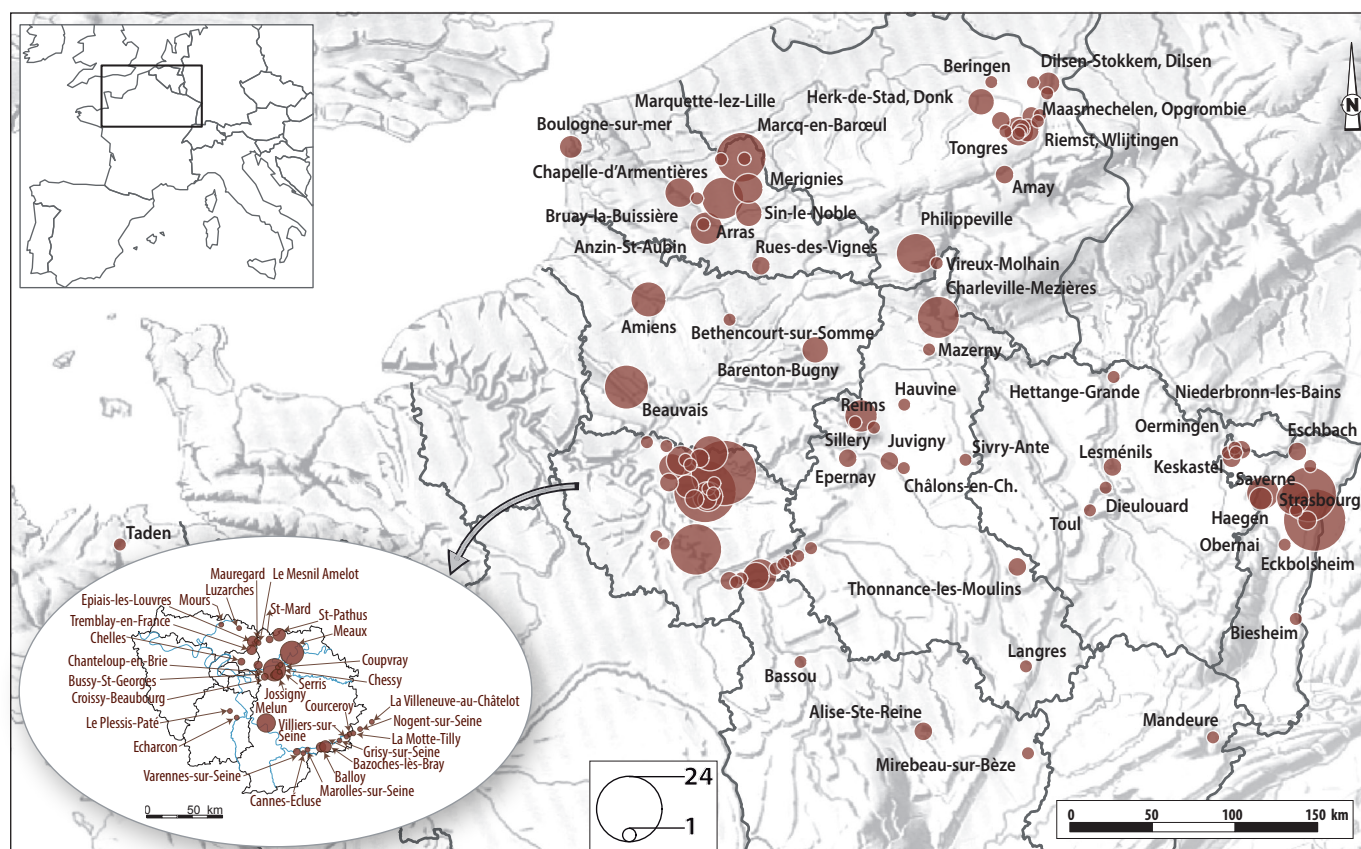 N
Beringen
Dilsen-Stokkem, Dilsen
Herk-de-Stad, Donk
Maasmechelen, Opgrombie
Tongres
Riemst, Wlijtingen
Amay
Marquette-lez-Lille
Boulogne-sur-mer
Marcq-en-Barœul
Chapelle-d'Armentières
Merignies
Bruay-la-Buissière
Sin-le-Noble
Arras
Anzin-St-Aubin
Rues-des-Vignes
Philippeville
Vireux-Molhain
Charleville-Mezières
Amiens
Bethencourt-sur-Somme
Mazerny
Barenton-Bugny
Beauvais
Hauvine
Hettange-Grande
Niederbronn-les-Bains
Reims
Oermingen
Eschbach
Sillery
Juvigny
Sivry-Ante
Lesménils
Keskastel
Epernay
Châlons-en-Ch.
Saverne
Dieulouard
Strasbourg
Toul
Haegen
Obernai
Eckbolsheim
Taden
Thonnance-les-Moulins
Biesheim
Bassou
Langres
Alise-Ste-Reine
Mandeure
Mirebeau-sur-Bèze
Le Mesnil Amelot
Mauregard
Luzarches
Epiais-les-Louvres
Mours
St-Mard
St-Pathus
Tremblay-en-France
Meaux
Chelles
Chanteloup-en-Brie
Coupvray
Bussy-St-Georges
Chessy
Serris
Croissy-Beaubourg
Jossigny
La Villeneuve-au-Châtelot
Melun
Courceroy
Le Plessis-Paté
Villiers-sur-
Seine
Nogent-sur-Seine
La Motte-Tilly
Echarcon
Grisy-sur-Seine
Bazoches-lès-Bray
Varennes-sur-Seine
Balloy
Marolles-sur-Seine
Cannes-Ecluse
0 50 km
24
1
0 50 100 150 km